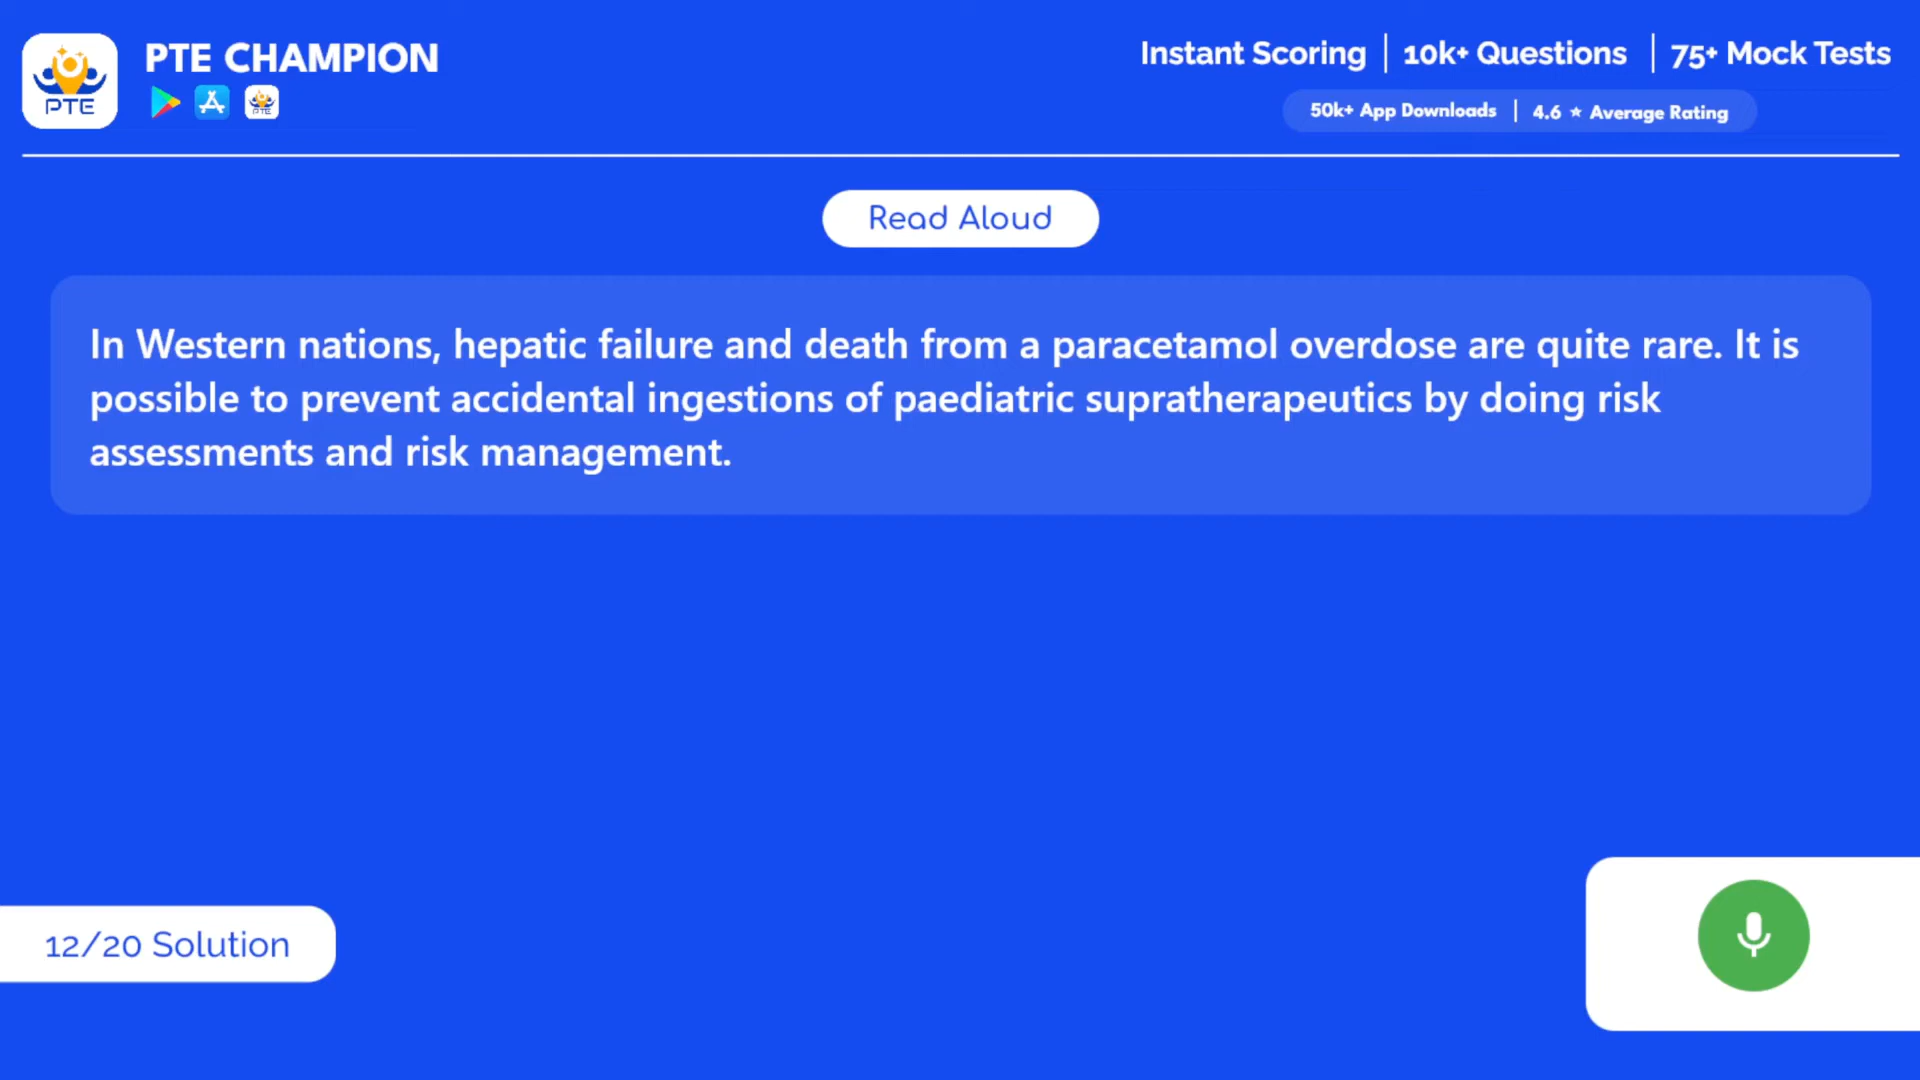 PTE CHAMPION
PTE
PTE
Instant Scoring | 10k+ Questions | 75+ Mock Tests
50k+ App Downloads | 4.6 ★ Average Rating
Read Aloud
In Western nations, hepatic failure and death from a paracetamol overdose are quite rare. It is
possible to prevent accidental ingestions of paediatric supratherapeutics by doing risk
assessments and risk management.
12/20 Solution